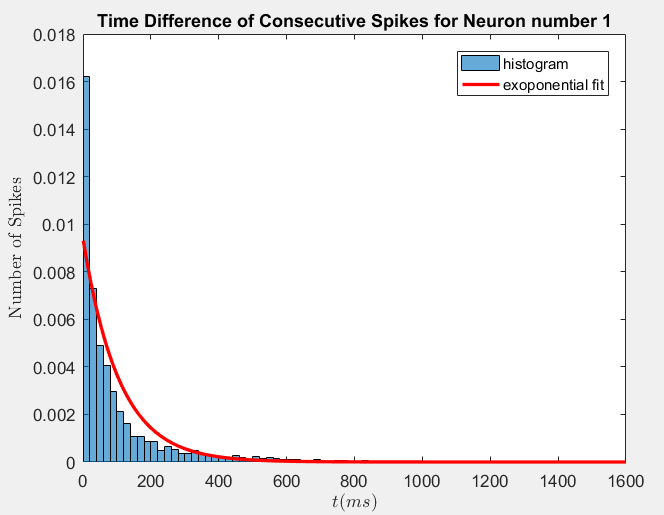 Time Difference of Consecutive Spikes for Neuron number 1
histogram
exoponential fit
Number of Spikes
0.018
0.016
0.014
0.012
0.01
0.008
0.006
0.004
0.002
0
0 200 400 600 800 1000 1200 1400 1600
t(ms)